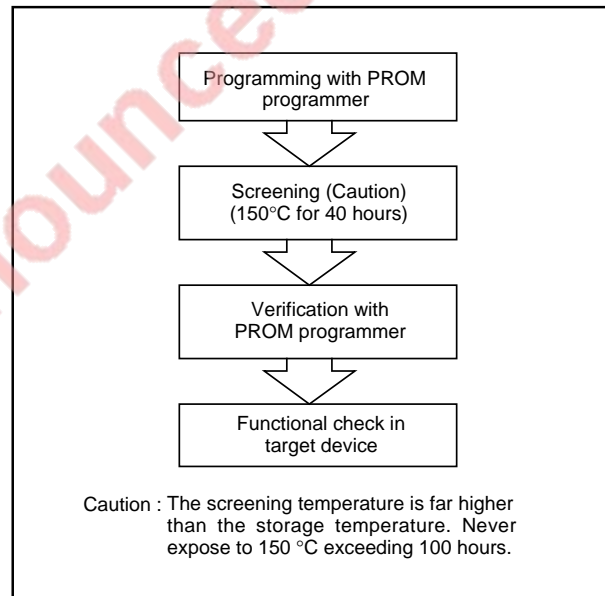 ounced
Programming with PROM
programmer
Screening (Caution)
(150°C for 40 hours)
Verification with
PROM programmer
Functional check in
target device
Caution : The screening temperature is far higher
than the storage temperature. Never
expose to 150 °C exceeding 100 hours.